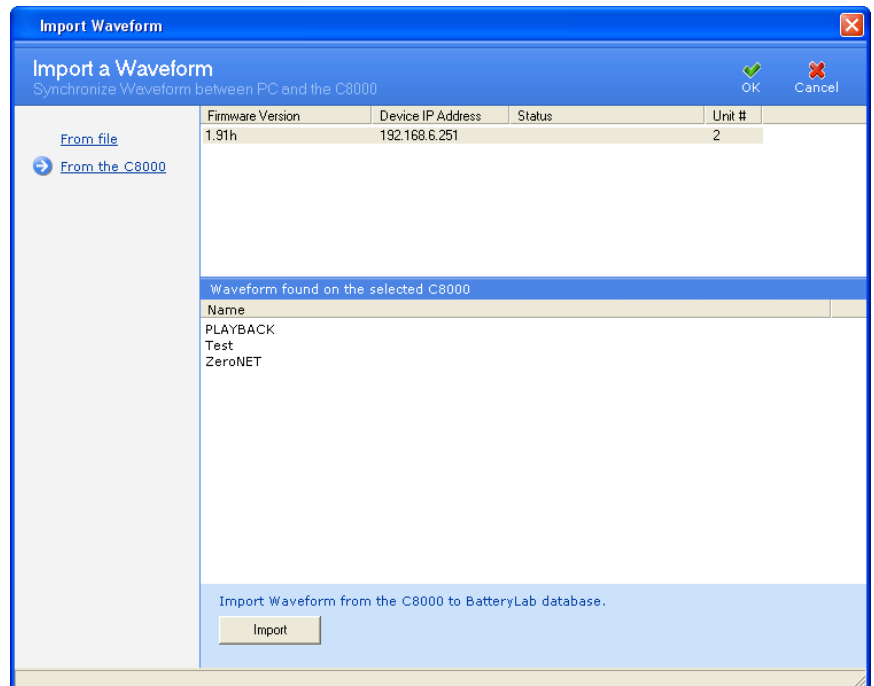 Import Waveform
Import a Waveform
Synchronize Waveform between PC and the C8000
OK
Cancel
From file
From the C8000
Firmware Version Device IP Address Status Unit #
1.91h 192.168.6.251 2
Waveform found on the selected C8000
Name
PLAYBACK
Test
ZeroNET
Import Waveform from the C8000 to BatteryLab database.
Import